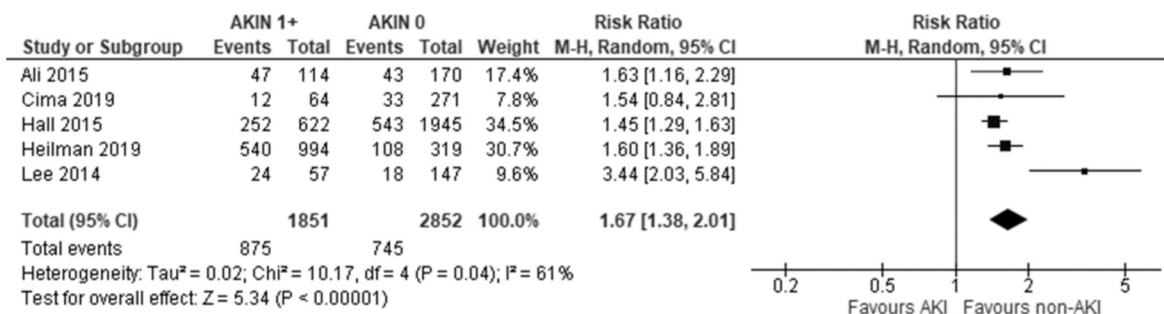 AKIN 1+ AKIN 0 Risk Ratio Risk Ratio
Study or Subgroup Events Total Events Total Weight M-H, Random, 95% CI M-H, Random, 95% CI
Ali 2015 47 114 43 170 17.4% 1.63 [1.16, 2.29]
Cima 2019 12 64 33 271 7.8% 1.54 [0.84, 2.81]
Hall 2015 252 622 543 1945 34.5% 1.45 [1.29, 1.63]
Heilman 2019 540 994 108 319 30.7% 1.60 [1.36, 1.89]
Lee 2014 24 57 18 147 9.6% 3.44 [2.03, 5.84]
Total (95% CI) 1851 2852 100.0% 1.67 [1.38, 2.01]
Total events 875 745
Heterogeneity: Tau² = 0.02; Chi² = 10.17, df = 4 (P = 0.04); I² = 61%
Test for overall effect: Z = 5.34 (P < 0.00001)
0.2 0.5 1 2 5
Favours AKI Favours non-AKI